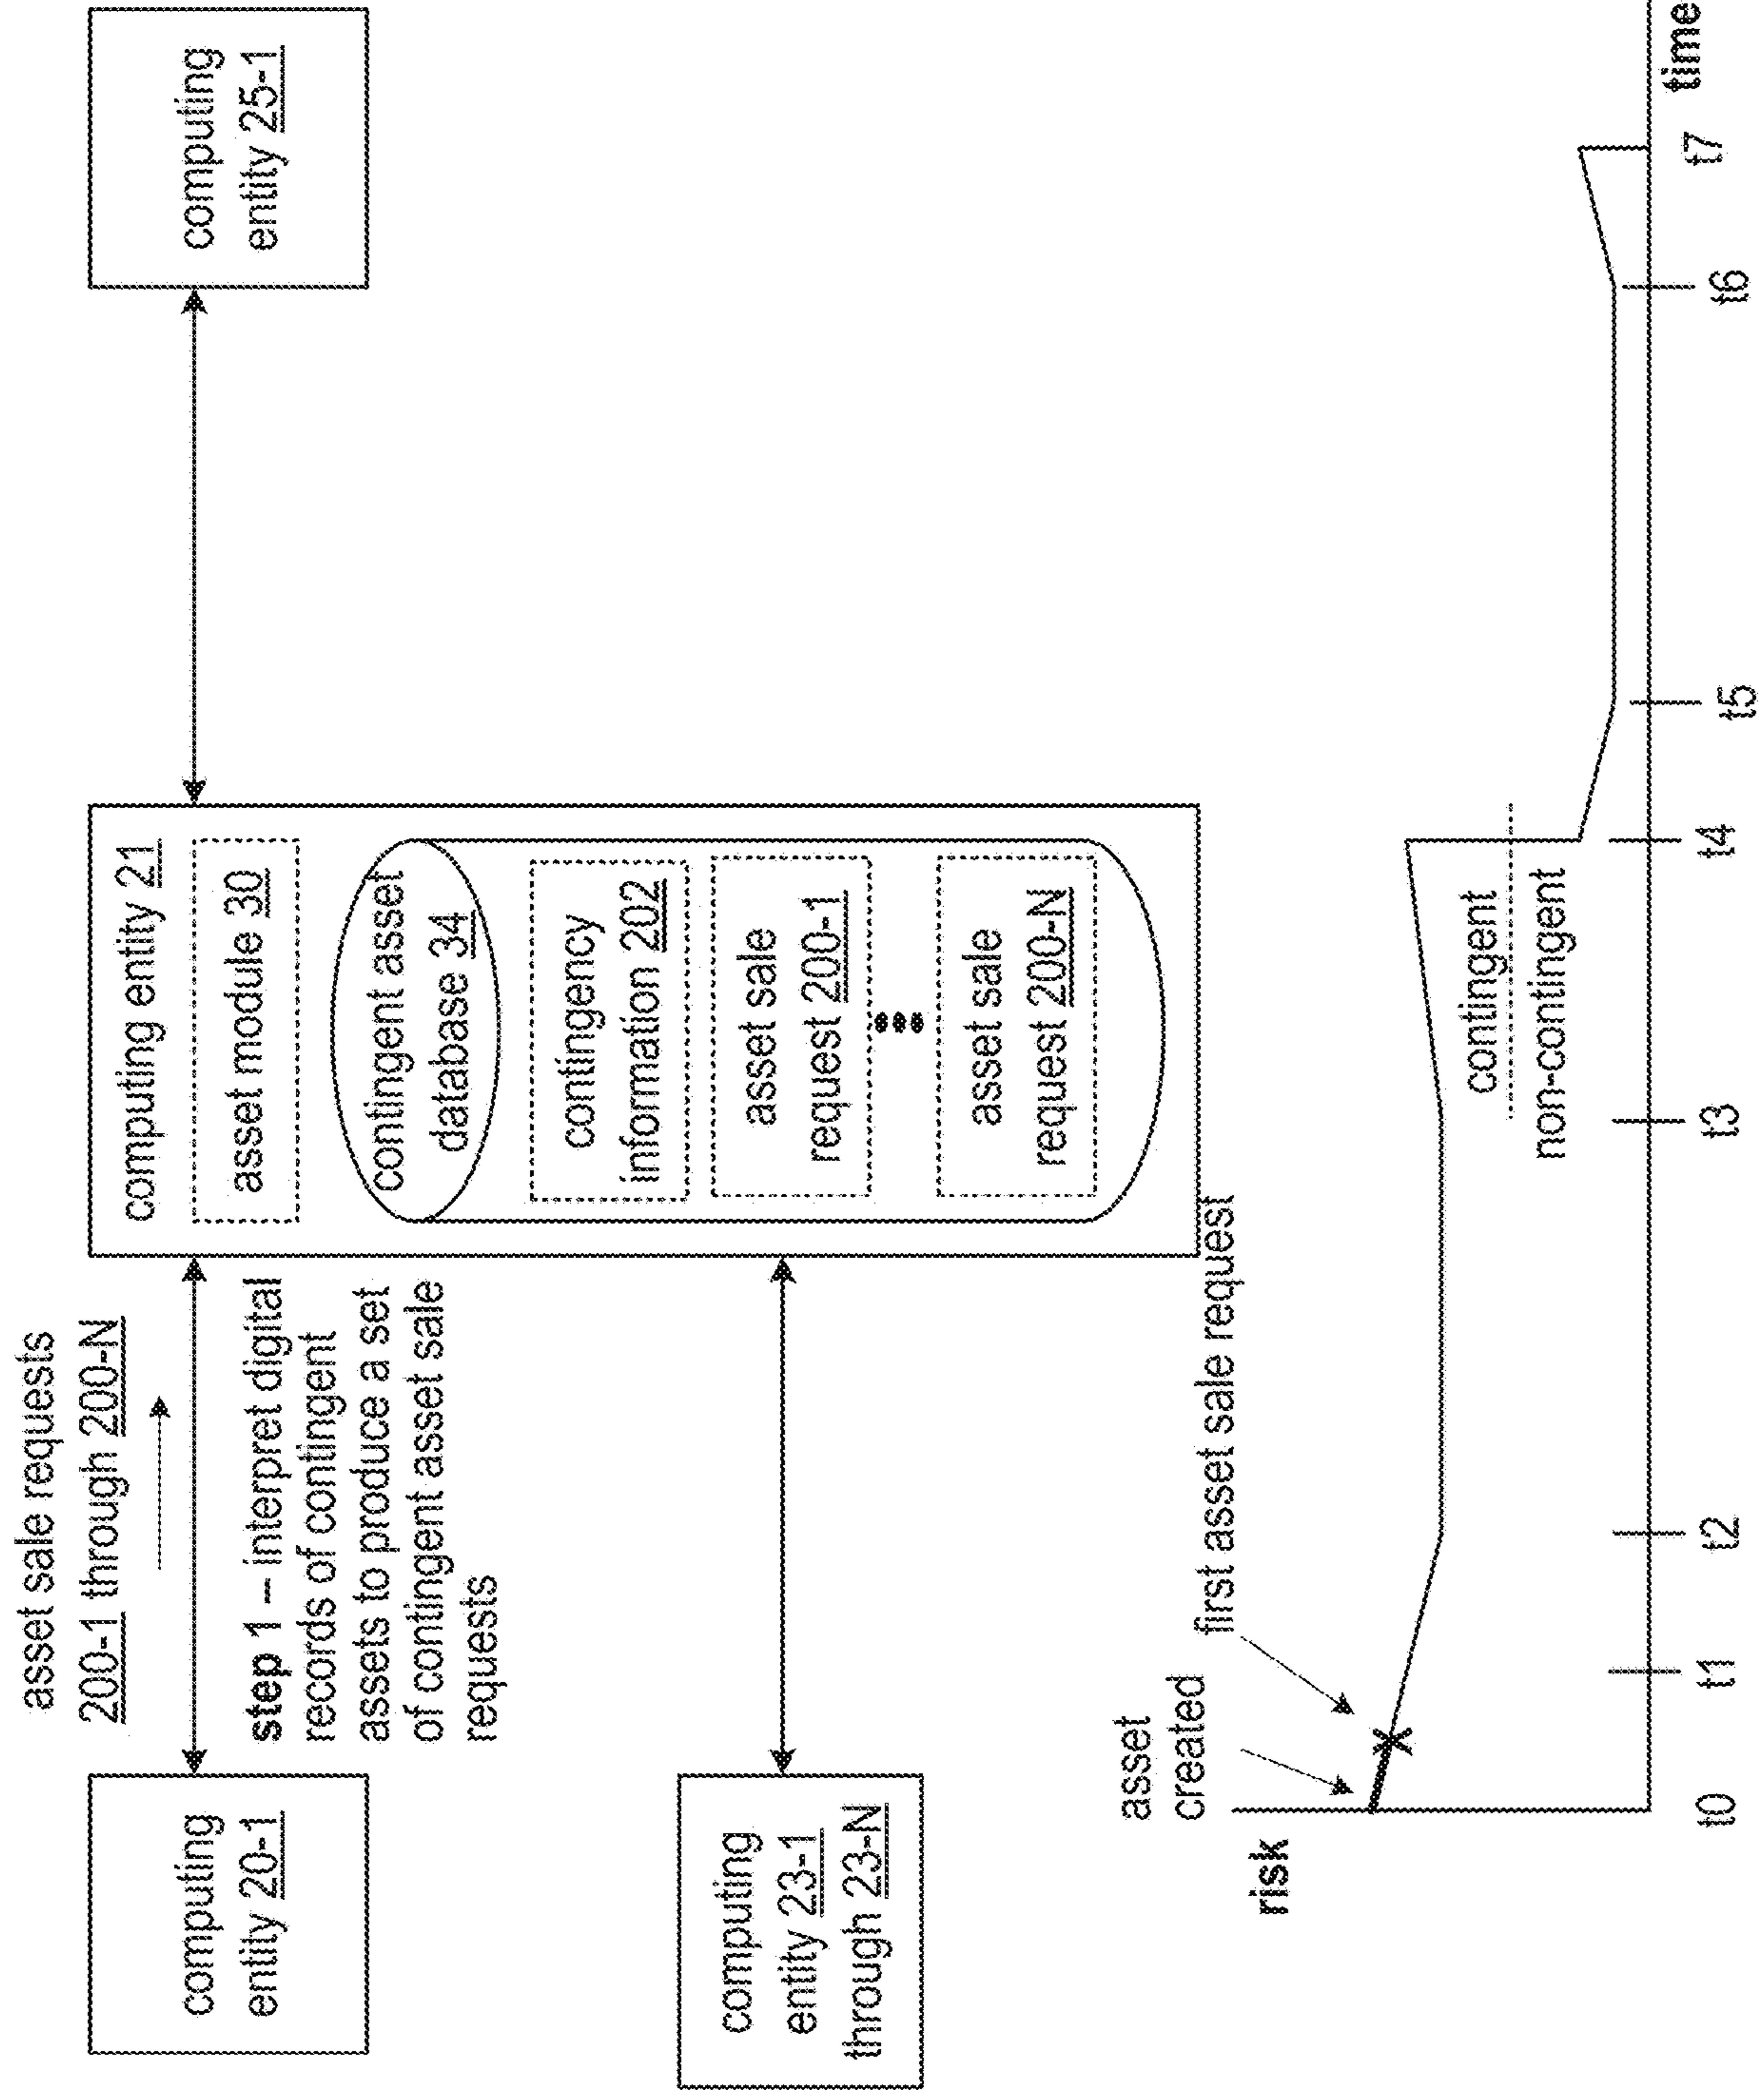 asset sale requests
200-1 through 200-N
computing
entity 20-1
step 1 – interpret digital
records of contingent
assets to produce a set
of contingent asset sale
requests
computing entity 21
asset module 30
contingent asset
database 34
contingency
information 202
asset sale
request 200-1
asset sale
request 200-N
computing
entity 25-1
computing
entity 23-1
through 23-N
risk
asset
created
first asset sale request
contingent
non-contingent
t0
t1
t2
t3
t4
t5
t6
t7
time